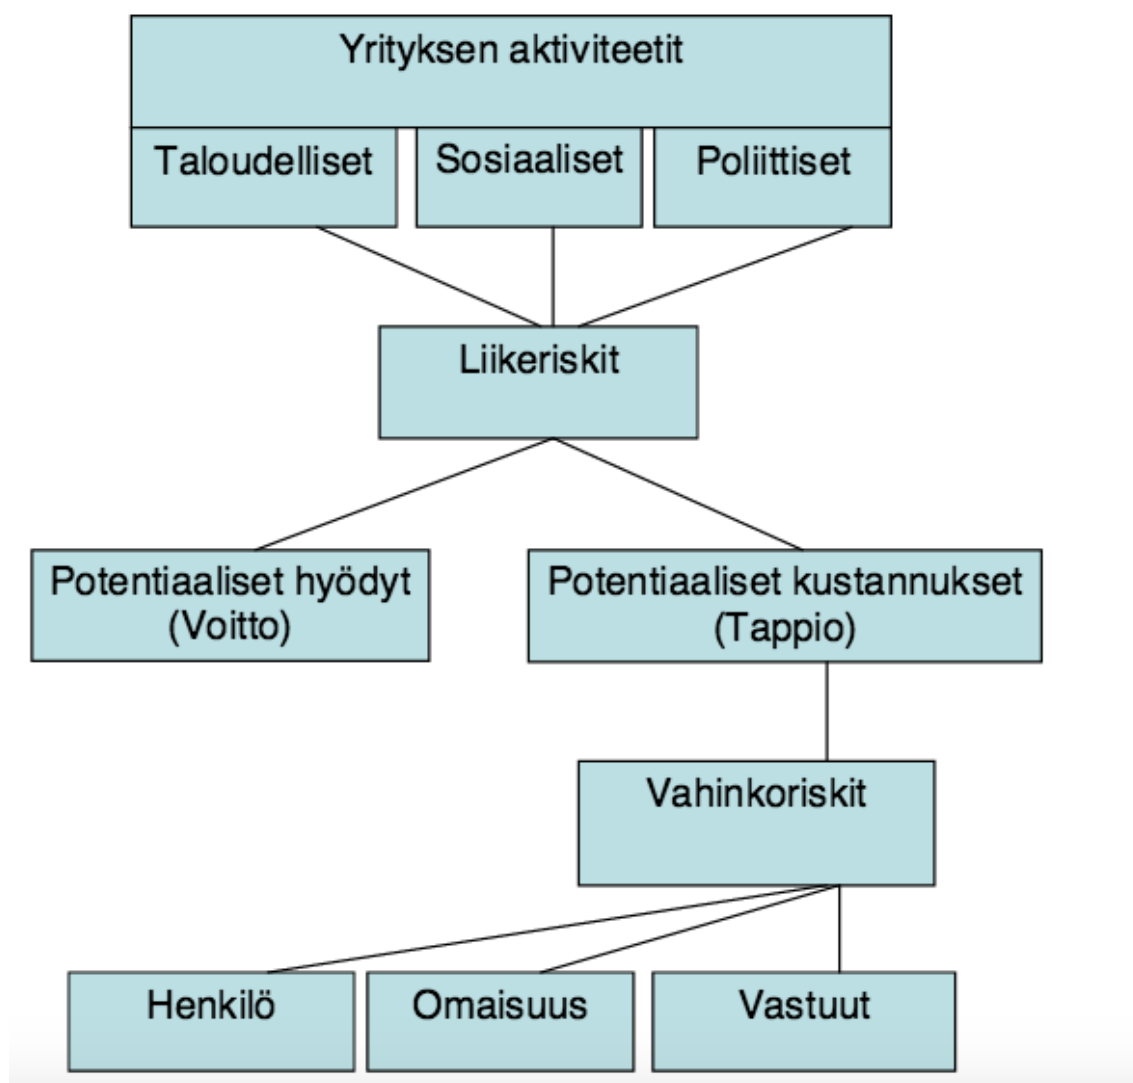 Yrityksen aktiviteetit
Taloudelliset
Sosiaaliset
Poliittiset
Liikeriskit
Potentiaaliset hyödyt
(Voitto)
Potentiaaliset kustannukset
(Tappio)
Vahinkoriskit
Henkilö
Omaisuus
Vastuut